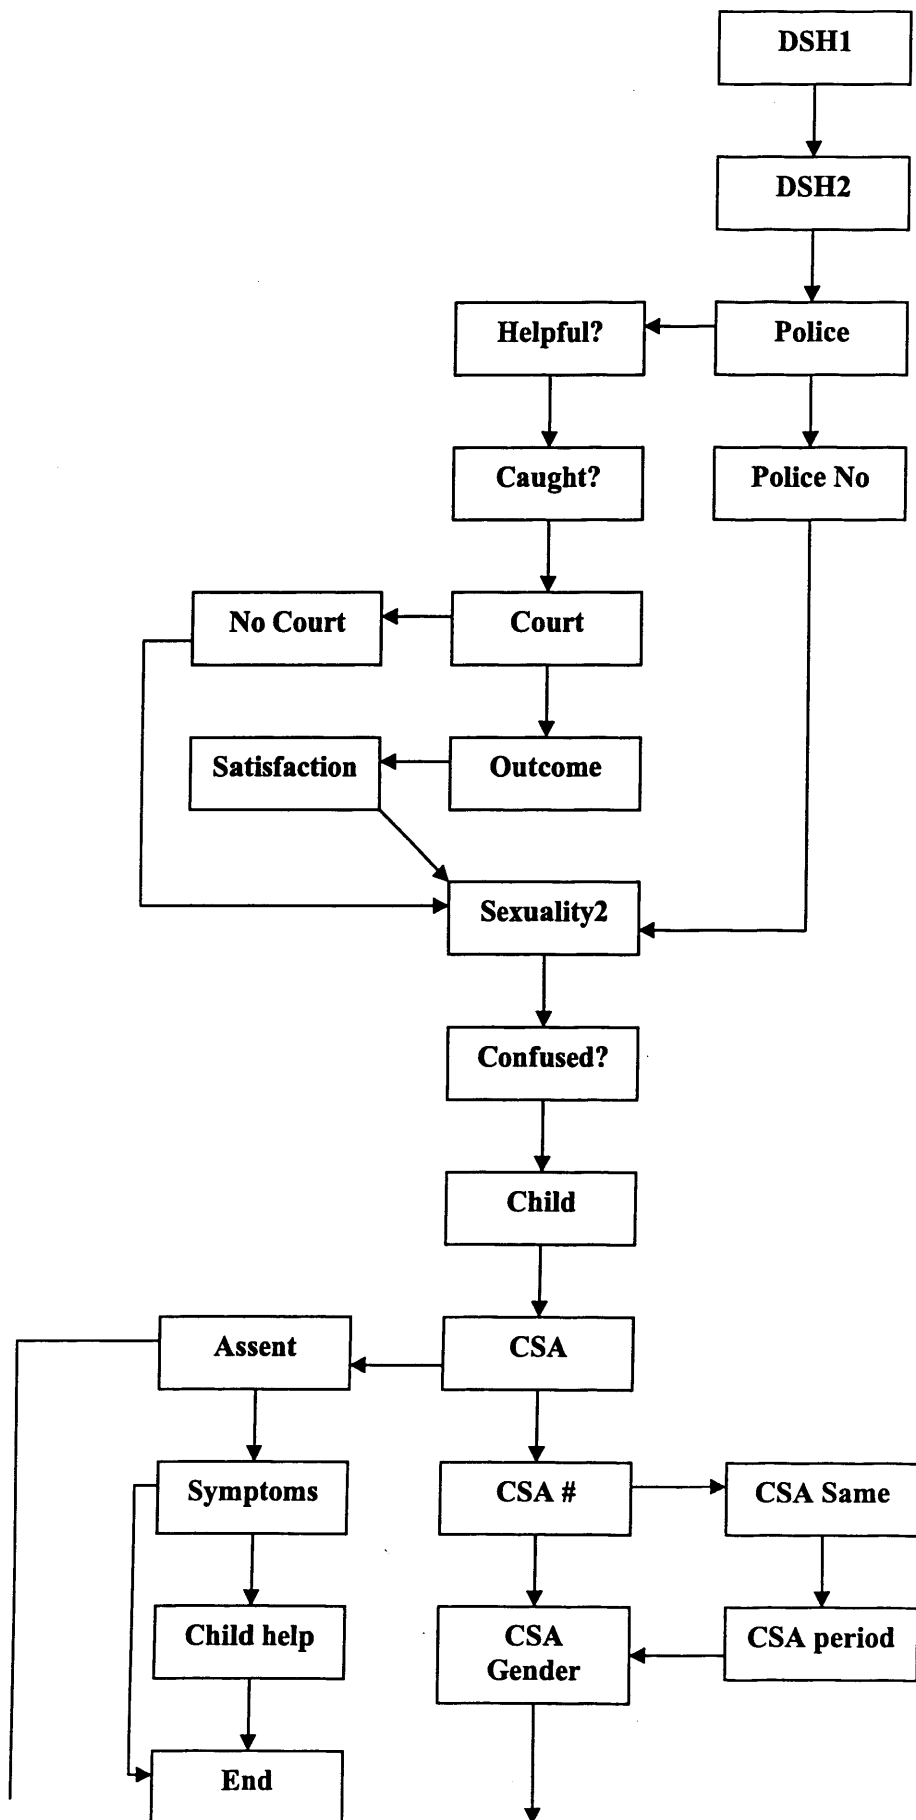 DSH1
DSH2
Helpful?
Police
Caught?
Police No
No Court
Court
Satisfaction
Outcome
Sexuality2
Confused?
Child
Assent
CSA
Symptoms
CSA #
CSA Same
Child help
CSA
Gender
CSA period
End